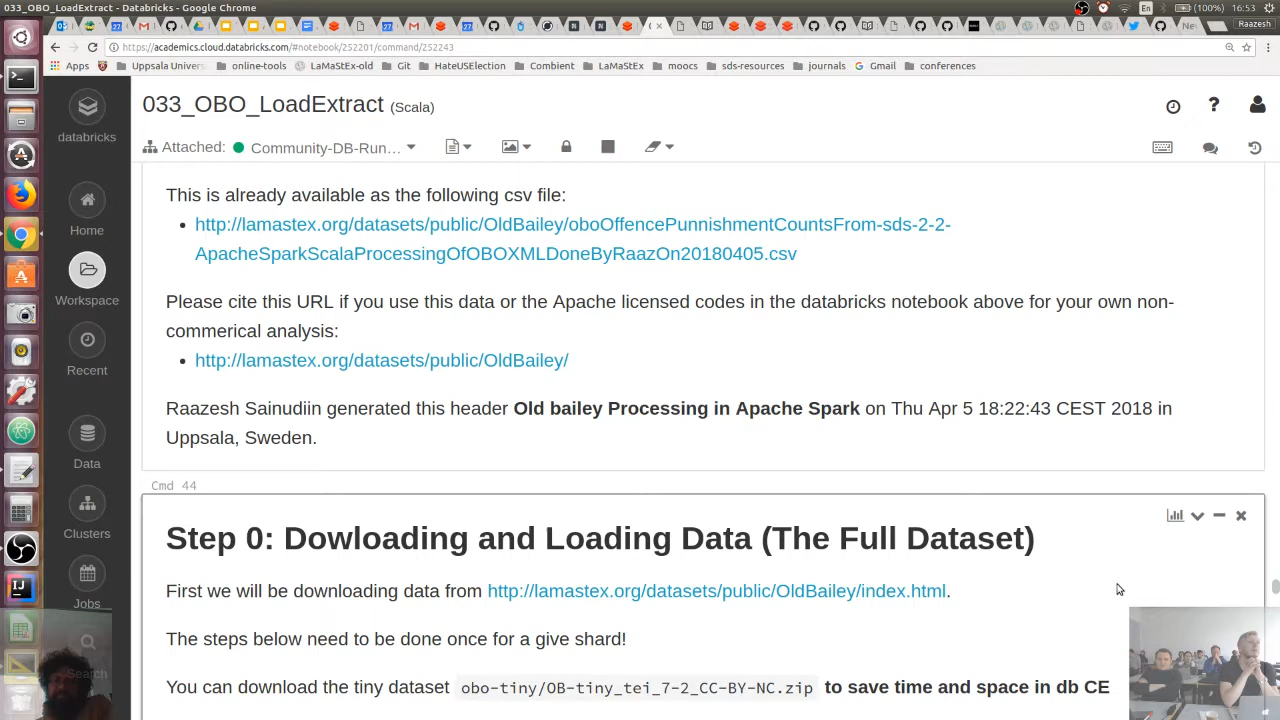 033_OBO_LoadExtract - Databricks - Google Chrome
En
16:53
Raazesh
https://academics.cloud.databricks.com/#notebook/252201/command/252243
Apps
Uppsala Univers
online-tools
LaMaStEx-old
Git
HateUSElection
Combient
LaMaStEx
moocs
sds-resources
journals
Gmail
conferences
databricks
Home
Workspace
Recent
Data
Clusters
Jobs
Search
033_OBO_LoadExtract (Scala)
Attached: Community-DB-Run...
This is already available as the following csv file:
http://lamastex.org/datasets/public/OldBailey/oboOffencePunnishmentCountsFrom-sds-2-2-
ApacheSparkScalaProcessingOfOBOXMLDoneByRaazOn20180405.csv
Please cite this URL if you use this data or the Apache licensed codes in the databricks notebook above for your own non-
commerical analysis:
http://lamastex.org/datasets/public/OldBailey/
Raazesh Sainudiin generated this header Old bailey Processing in Apache Spark on Thu Apr 5 18:22:43 CEST 2018 in
Uppsala, Sweden.
Cmd 44
Step 0: Dowloading and Loading Data (The Full Dataset)
First we will be downloading data from http://lamastex.org/datasets/public/OldBailey/index.html.
The steps below need to be done once for a give shard!
You can download the tiny dataset obo-tiny/OB-tiny_tei_7-2_CC-BY-NC.zip to save time and space in db CE